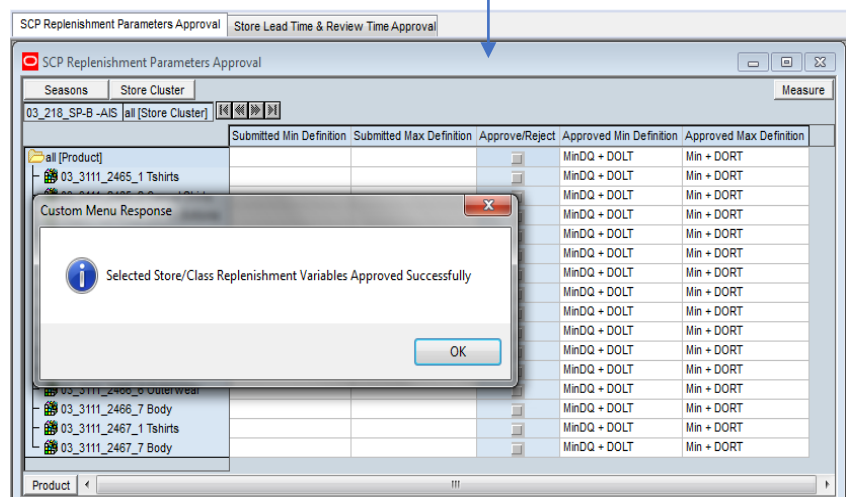 SCP Replenishment Parameters Approval Store Lead Time & Review Time Approval
SCP Replenishment Parameters Approval
Seasons Store Cluster Measure
03_218_SP-B -AIS all [Store Cluster]
Submitted Min Definition Submitted Max Definition Approve/Reject Approved Min Definition Approved Max Definition
all [Product] MinDQ + DOLT Min + DORT
03_3111_2465_1 Tshirts MinDQ + DOLT Min + DORT
MinDQ + DOLT Min + DORT
Custom Menu Response MinDQ + DOLT Min + DORT
MinDQ + DOLT Min + DORT
MinDQ + DOLT Min + DORT
Selected Store/Class Replenishment Variables Approved Successfully MinDQ + DOLT Min + DORT
MinDQ + DOLT Min + DORT
MinDQ + DOLT Min + DORT
MinDQ + DOLT Min + DORT
OK MinDQ + DOLT Min + DORT
MinDQ + DOLT Min + DORT
03_3111_2466_6 Outerwear MinDQ + DOLT Min + DORT
03_3111_2466_7 Body MinDQ + DOLT Min + DORT
03_3111_2467_1 Tshirts MinDQ + DOLT Min + DORT
03_3111_2467_7 Body MinDQ + DOLT Min + DORT
Product